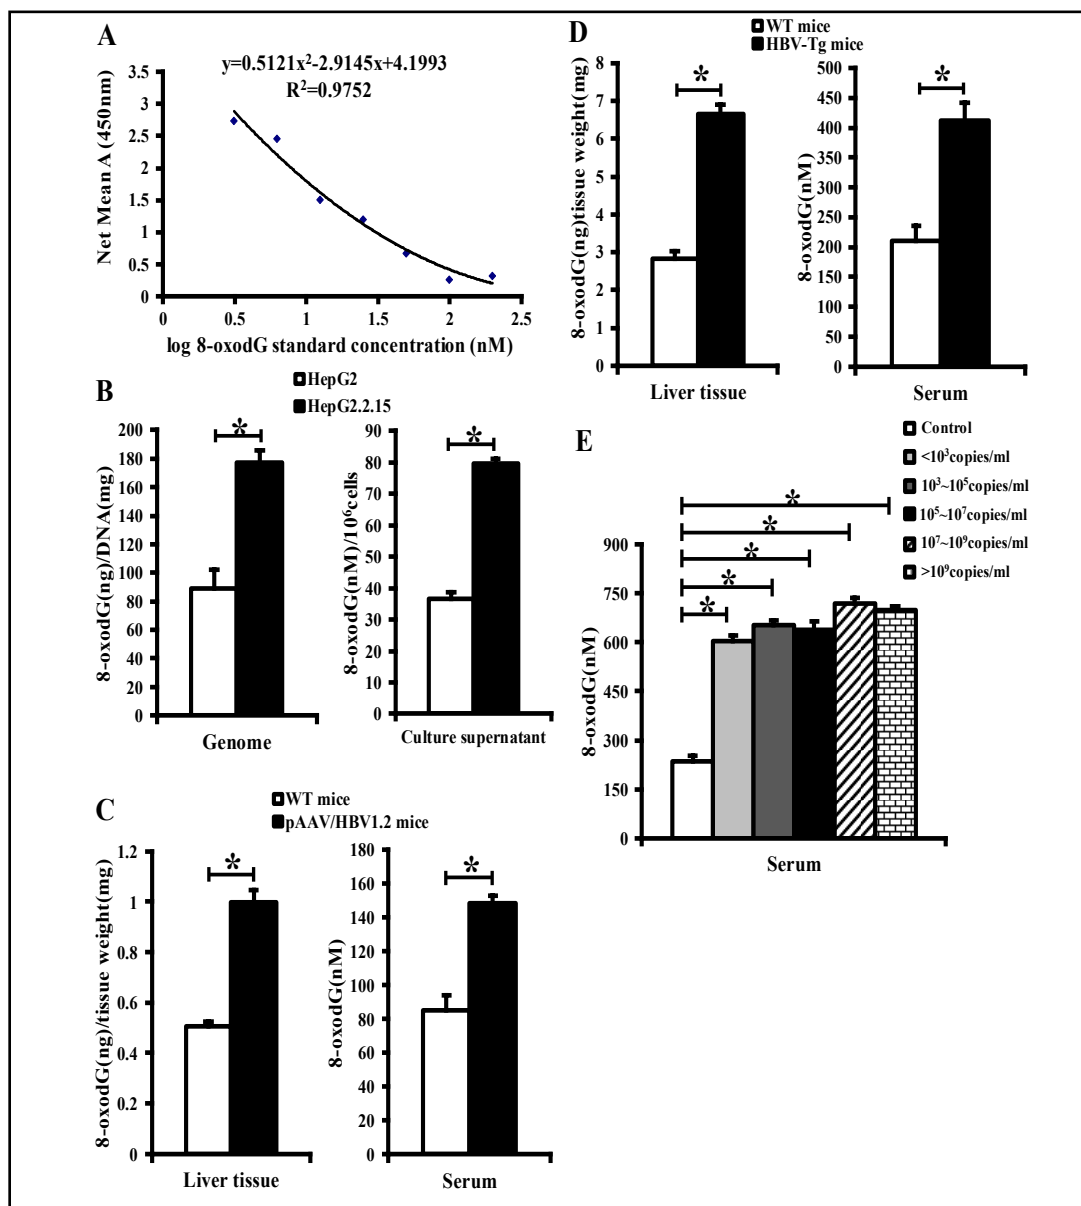 A
y=0.5121x²-2.9145x+4.1993
R²=0.9752
Net Mean A (450nm)
3.5
3
2.5
2
1.5
1
0.5
0
0 0.5 1 1.5 2 2.5
log 8-oxodG standard concentration (nM)
B
HepG2
HepG2.2.15
8-oxodG(ng)/DNA(mg)
200
180
160
140
120
100
80
60
40
20
0
*
Genome
8-oxodG(nM)/10⁶cells
90
80
70
60
50
40
30
20
10
0
*
Culture supernatant
C
WT mice
pAAV/HBV1.2 mice
8-oxodG(ng)/tissue weight(mg)
1.2
1
0.8
0.6
0.4
0.2
0
*
Liver tissue
8-oxodG(nM)
180
160
140
120
100
80
60
40
20
0
*
Serum
D
WT mice
HBV-Tg mice
8-oxodG(ng)tissue weight(mg)
8
7
6
5
4
3
2
1
0
*
Liver tissue
8-oxodG(nM)
500
450
400
350
300
250
200
150
100
50
0
*
Serum
E
Control
<10³copies/ml
10³~10⁵copies/ml
10⁵~10⁷copies/ml
10⁷~10⁹copies/ml
>10⁹copies/ml
8-oxodG(nM)
900
750
600
450
300
150
0
*
*
*
*
*
Serum